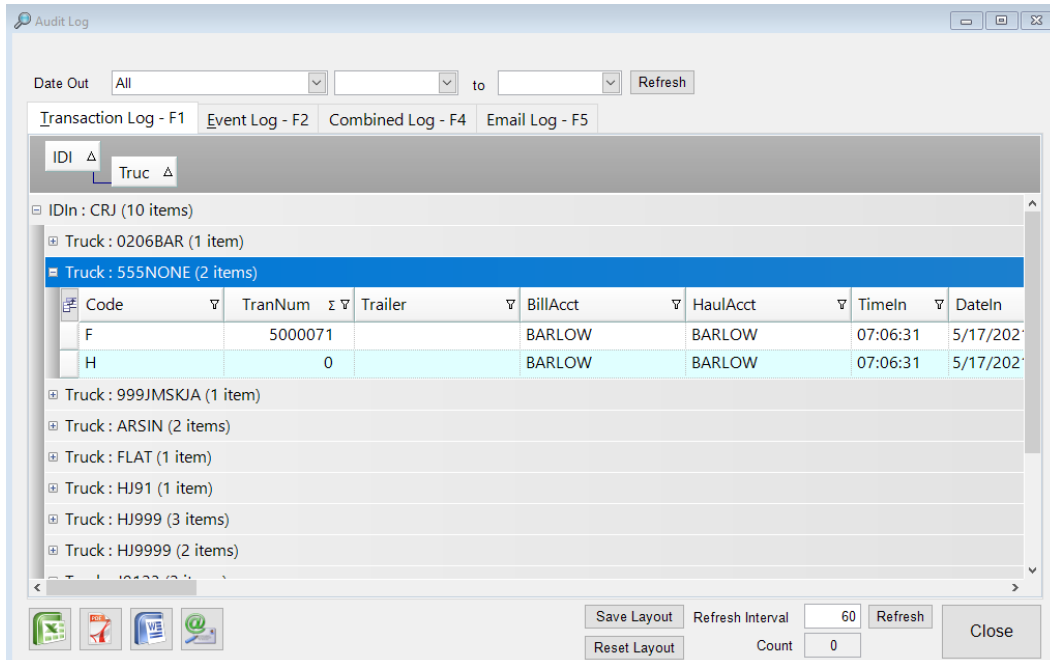 Audit Log
Date Out All to Refresh
Transaction Log - F1 Event Log - F2 Combined Log - F4 Email Log - F5
IDI
Truc
IDIn : CRJ (10 items)
Truck : 0206BAR (1 item)
Truck : 555NONE (2 items)
Code TranNum Σ Trailer BillAcct HaulAcct TimeIn DateIn
F 5000071 BARLOW BARLOW 07:06:31 5/17/202
H 0 BARLOW BARLOW 07:06:31 5/17/202
Truck : 999JMSKJA (1 item)
Truck : ARSIN (2 items)
Truck : FLAT (1 item)
Truck : HJ91 (1 item)
Truck : HJ999 (3 items)
Truck : HJ9999 (2 items)
Save Layout Refresh Interval 60 Refresh
Close
Reset Layout Count 0